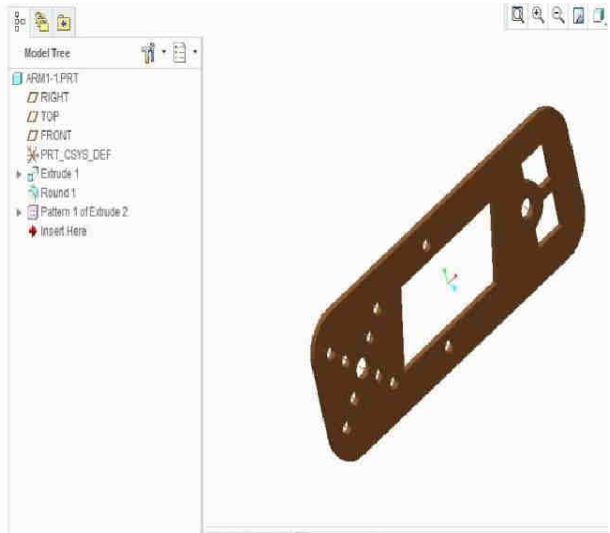 Model Tree
ARM1-1.PRT
RIGHT
TOP
FRONT
PRT_CSYS_DEF
Extrude 1
Round 1
Pattern 1 of Extrude 2
Insert Here